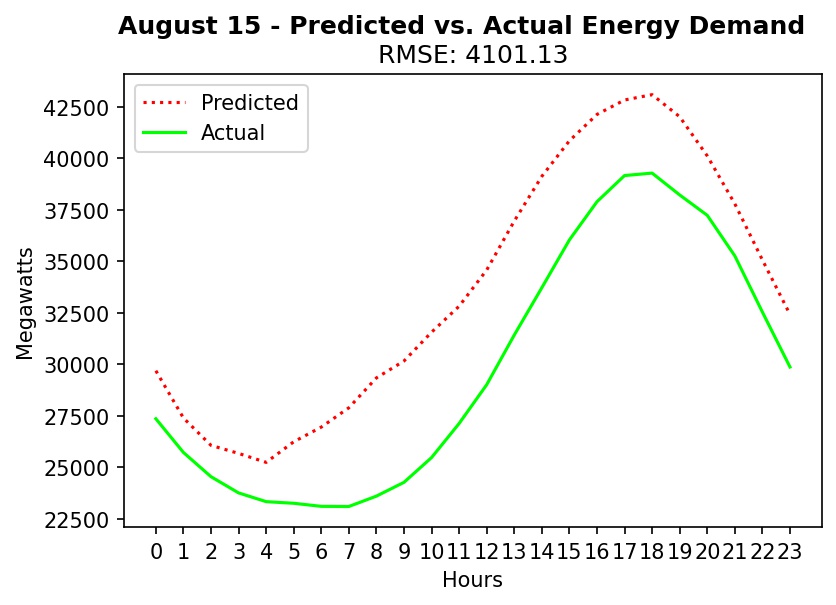 August 15 - Predicted vs. Actual Energy Demand
RMSE: 4101.13
Predicted
Actual
42500
40000
37500
35000
32500
30000
27500
25000
22500
Megawatts
0 1 2 3 4 5 6 7 8 9 10 11 12 13 14 15 16 17 18 19 20 21 22 23
Hours